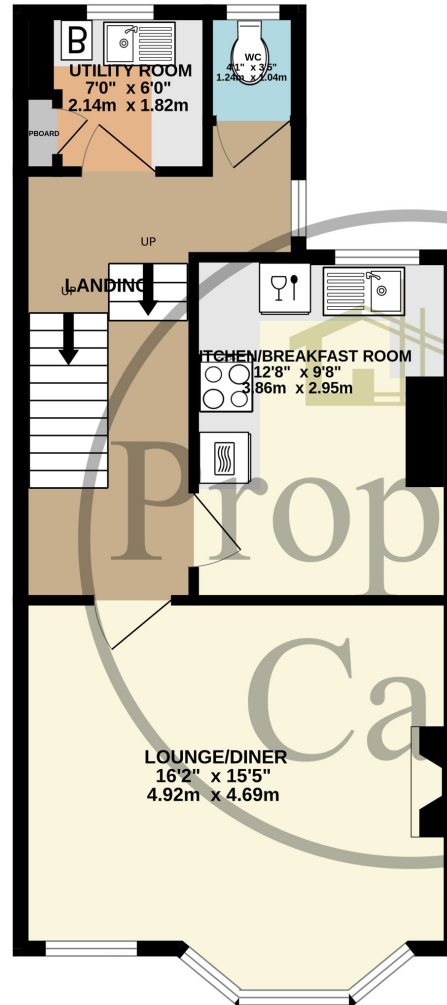 B
UTILITY ROOM
7'0" x 6'0"
2.14m x 1.82m
WC
4'1" x 3'5"
1.24m x 1.04m
PBOARD
UP
LANDING
UP
ITCHEN/BREAKFAST ROOM
12'8" x 9'8"
3.86m x 2.95m
Prop
Ca
LOUNGE/DINER
16'2" x 15'5"
4.92m x 4.69m